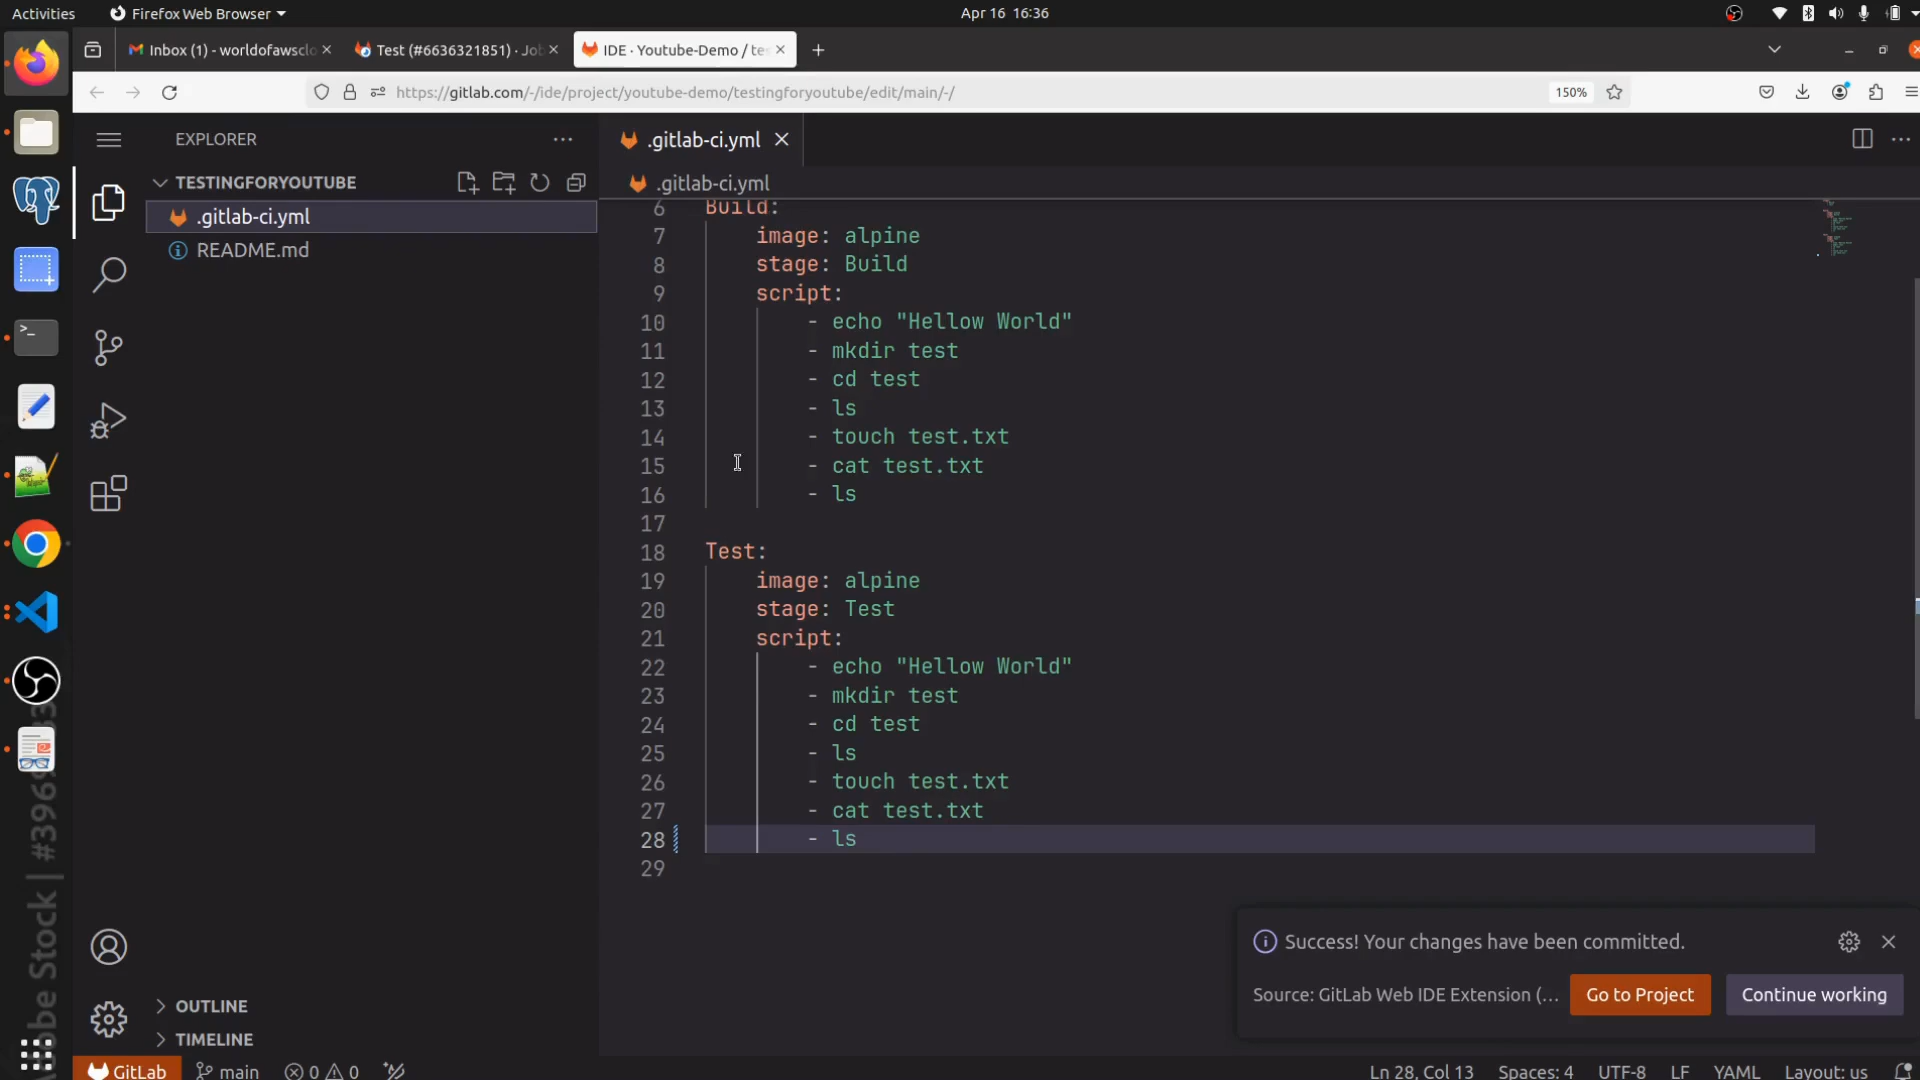 Activities
Firefox Web Browser
Apr 16 16:36
Inbox (1) - worldofawsclo
Test (#6636321851) · Jo
IDE · Youtube-Demo / te
https://gitlab.com/-/ide/project/youtube-demo/testingforyoutube/edit/main/-/
150%
EXPLORER
TESTINGFORYOUTUBE
.gitlab-ci.yml
README.md
OUTLINE
TIMELINE
.gitlab-ci.yml
.gitlab-ci.yml
6 Build:
7 image: alpine
8 stage: Build
9 script:
10 - echo "Hellow World"
11 - mkdir test
12 - cd test
13 - ls
14 - touch test.txt
15 - cat test.txt
16 - ls
17
18 Test:
19 image: alpine
20 stage: Test
21 script:
22 - echo "Hellow World"
23 - mkdir test
24 - cd test
25 - ls
26 - touch test.txt
27 - cat test.txt
28 - ls
29
Success! Your changes have been committed.
Source: GitLab Web IDE Extension (...
Go to Project
Continue working
GitLab
main
0
0
Ln 28, Col 13
Spaces: 4
UTF-8
LF
YAML
Layout: us
Adobe Stock |